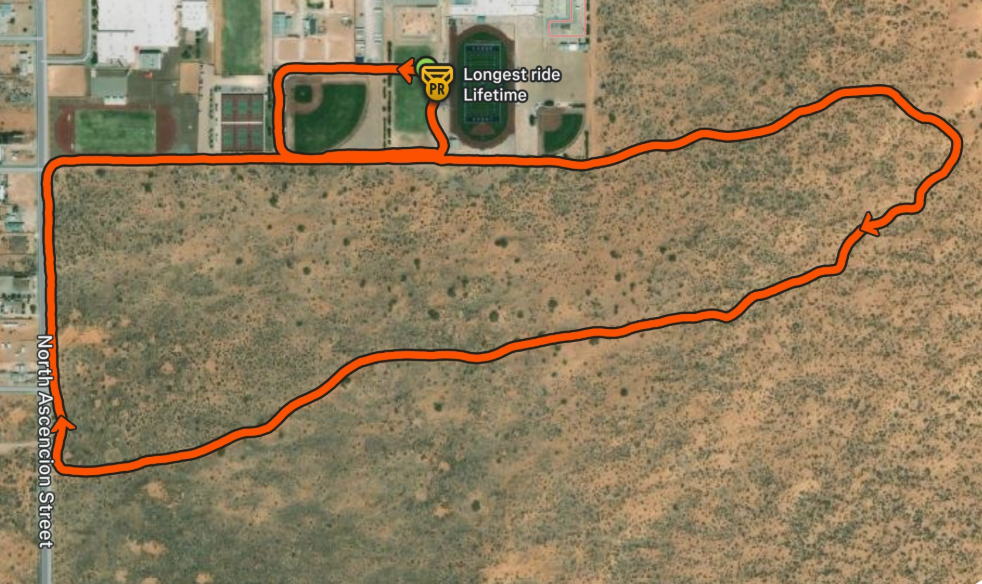 Longest ride
Lifetime
PR
North Ascencion Street